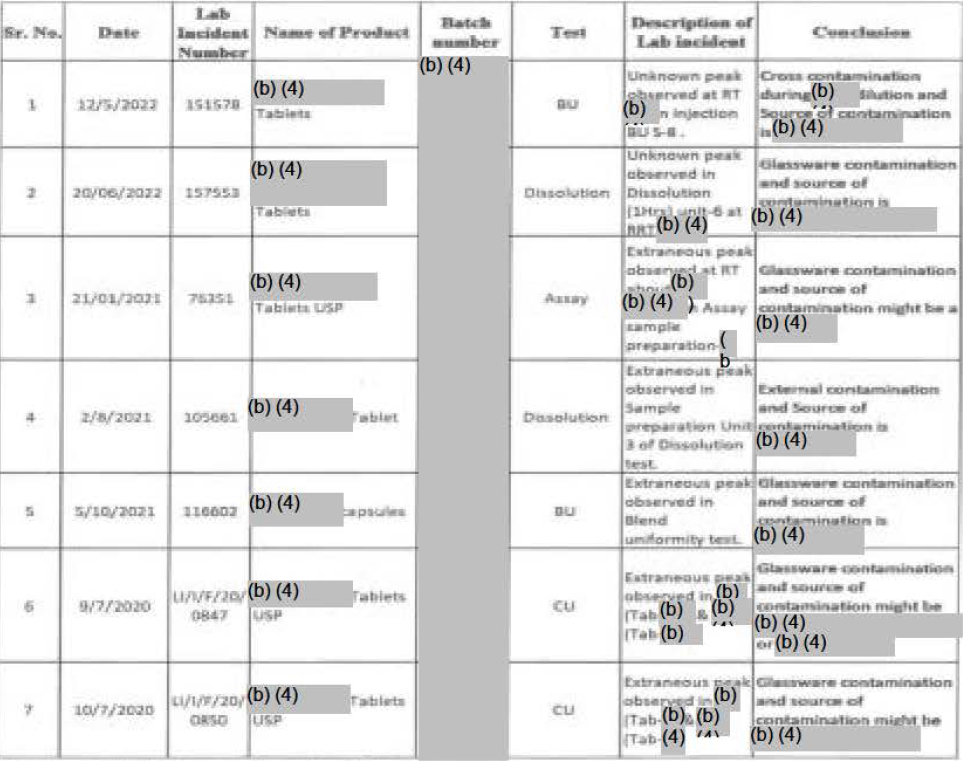 Sr. No. Date Lab Incident Number Name of Product Batch number Test Description of Lab incident Conclusion
(b) (4)
1 12/5/2022 151578 (b) (4) Tablets BU
Unknown peak
observed at RT
(b) n injection
BU S-8 .
Cross contamination
during (b) dilution and
Source of contamination
is (b) (4)
2 20/06/2022 157553 (b) (4) Tablets Dissolution
Unknown peak
observed in
Dissolution
(1Hrs) unit-6 at
RRT (b) (4)
Glassware contamination
and source of
contamination is
(b) (4)
3 21/01/2021 76351 (b) (4) Tablets USP Assay
Extraneous peak
observed at RT
about (b)
(b) (4) ) Assay
sample
preparation-(
b
Glassware contamination
and source of
contamination might be a
(b) (4)
4 2/8/2021 105661 (b) (4) Tablet Dissolution
Extraneous peak
observed in
Sample
preparation Unit
3 of Dissolution
test.
External contamination
and Source of
contamination is
(b) (4)
5 5/10/2021 116602 (b) (4) capsules BU
Extraneous peak
observed in
Blend
uniformity test.
Glassware contamination
and source of
contamination is
(b) (4)
6 9/7/2020 LI/I/F/20/0847 (b) (4) Tablets USP CU
Extraneous peak
observed in (b)
(Tab (b) & (b)
(Tab (b)
Glassware contamination
and source of
contamination might be
(b) (4)
or (b) (4)
7 10/7/2020 LI/I/F/20/0850 (b) (4) Tablets USP CU
Extraneous peak
observed in (b)
(Tab-(b) & (b)
(Tab-(4) (4)
Glassware contamination
and source of
contamination might be
(b) (4)